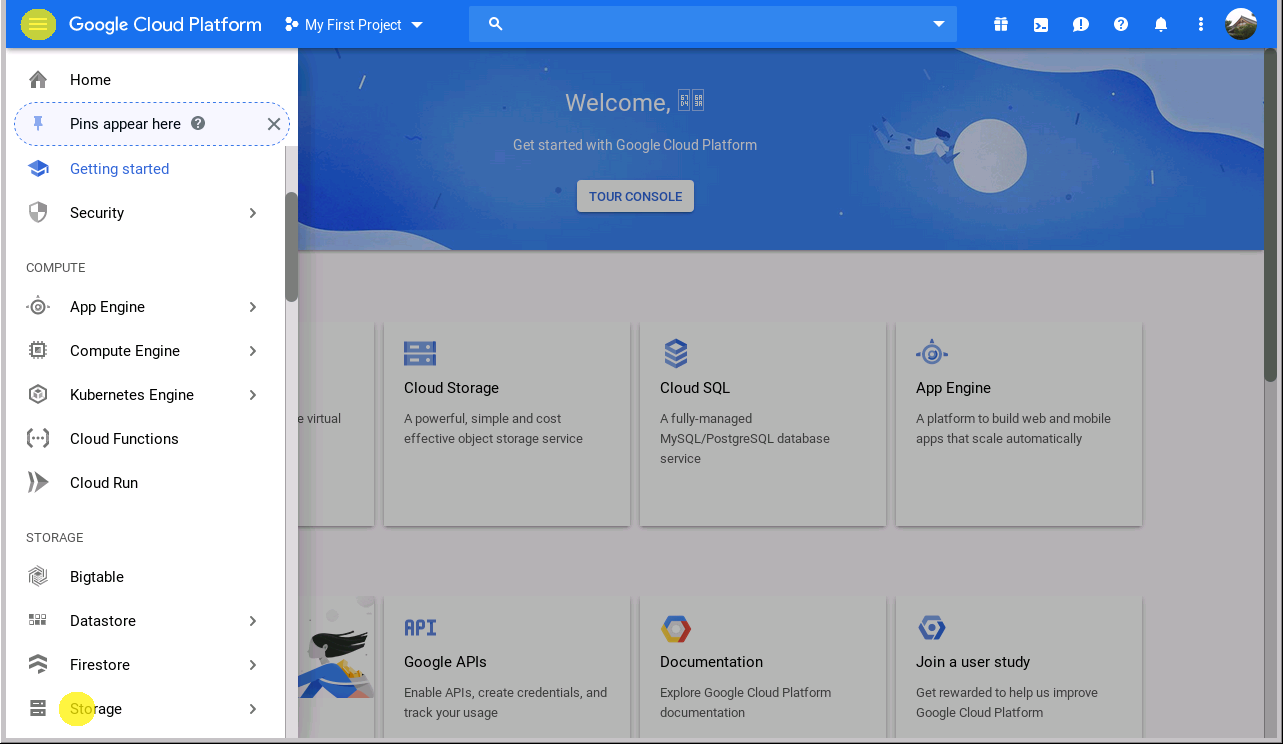 Google Cloud Platform
My First Project
Home
Pins appear here
Getting started
Security
COMPUTE
App Engine
Compute Engine
Kubernetes Engine
Cloud Functions
Cloud Run
STORAGE
Bigtable
Datastore
Firestore
Storage
Welcome,
Get started with Google Cloud Platform
TOUR CONSOLE
e virtual
Cloud Storage
A powerful, simple and cost
effective object storage service
Cloud SQL
A fully-managed
MySQL/PostgreSQL database
service
App Engine
A platform to build web and mobile
apps that scale automatically
API
Google APIs
Enable APIs, create credentials, and
track your usage
Documentation
Explore Google Cloud Platform
documentation
Join a user study
Get rewarded to help us improve
Google Cloud Platform